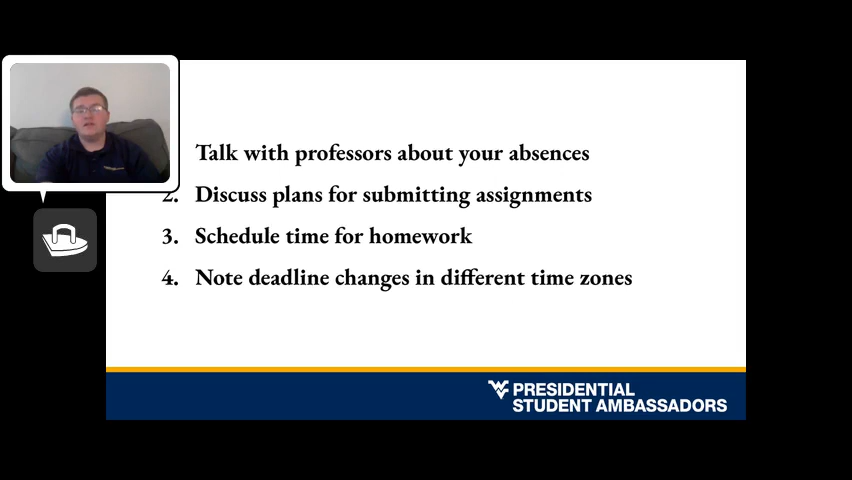 Talk with professors about your absences
2. Discuss plans for submitting assignments
3. Schedule time for homework
4. Note deadline changes in different time zones
PRESIDENTIAL
STUDENT AMBASSADORS